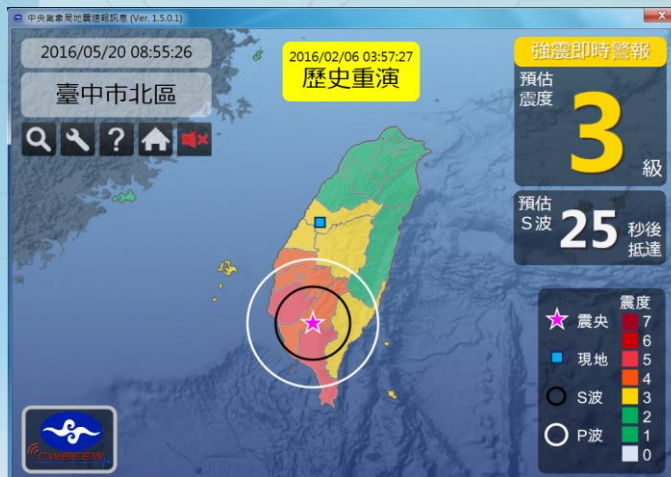 中央氣象局地震速報訊息 (Ver. 1.5.0.1)
2016/05/20 08:55:26
臺中市北區
?
2016/02/06 03:57:27
歷史重演
強震即時警報
預估
震度
3
級
預估
S波
25
秒後
抵達
震度
震央
現地
S波
P波
7
6
5
4
3
2
1
0
CWBEEW